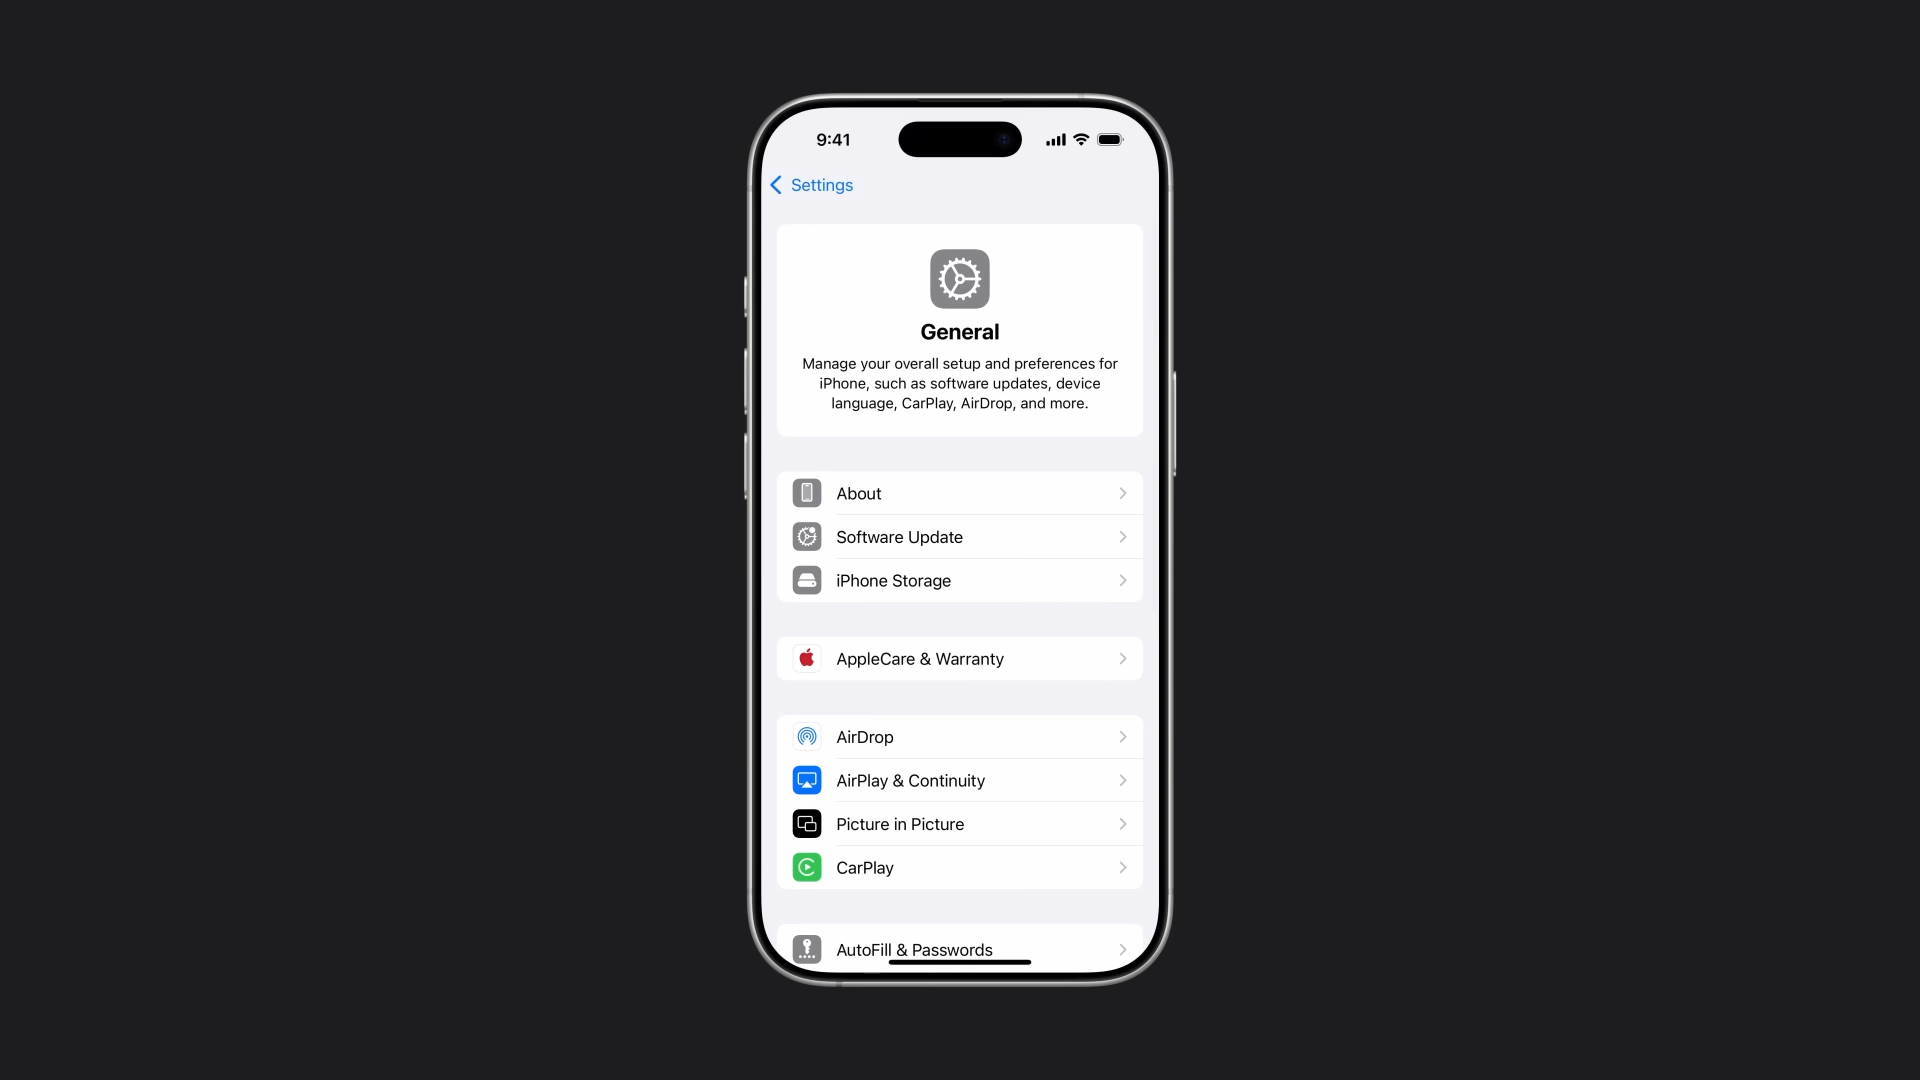 9:41
Settings
General
Manage your overall setup and preferences for
iPhone, such as software updates, device
language, CarPlay, AirDrop, and more.
About
Software Update
iPhone Storage
AppleCare & Warranty
AirDrop
AirPlay & Continuity
Picture in Picture
CarPlay
AutoFill & Passwords